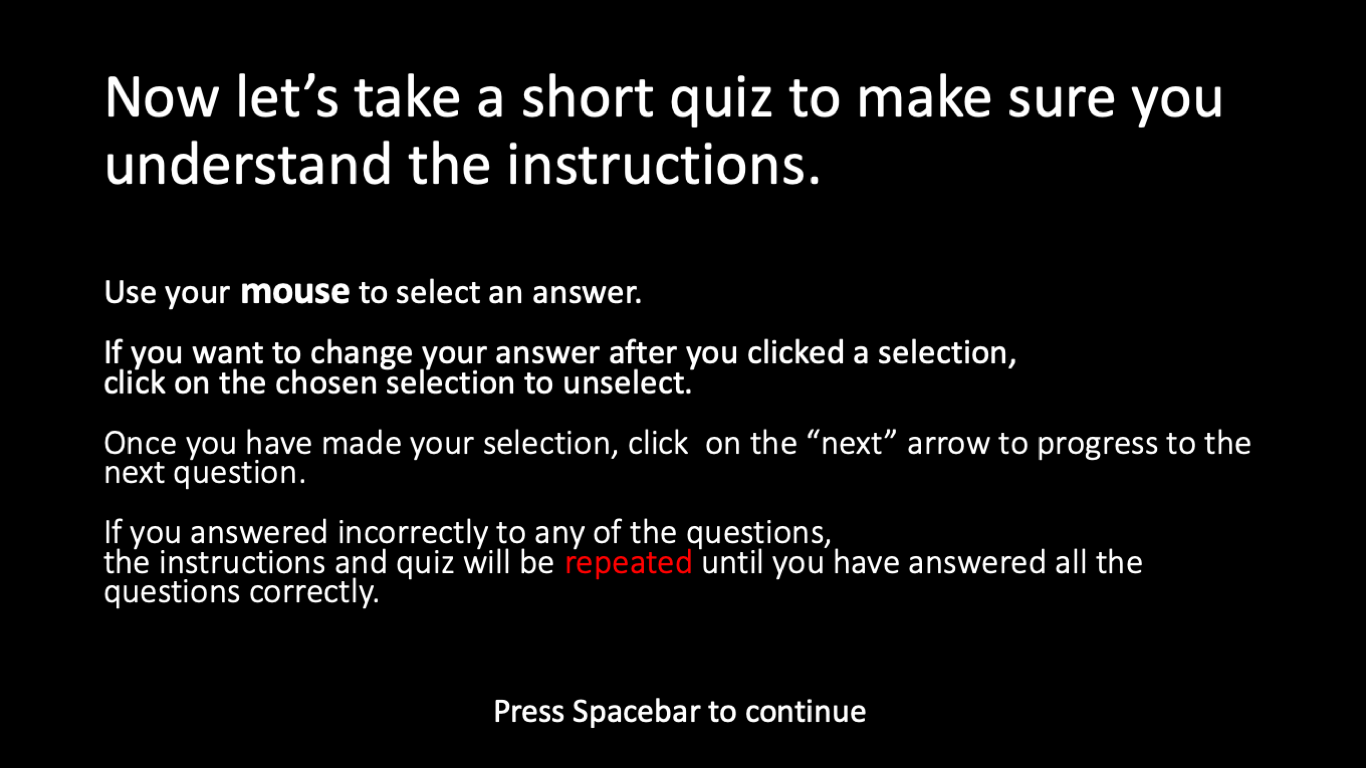 Now let’s take a short quiz to make sure you
understand the instructions.
Use your mouse to select an answer.
If you want to change your answer after you clicked a selection,
click on the chosen selection to unselect.
Once you have made your selection, click  on the “next” arrow to progress to the
next question.
If you answered incorrectly to any of the questions,
the instructions and quiz will be repeated until you have answered all the
questions correctly.
Press Spacebar to continue